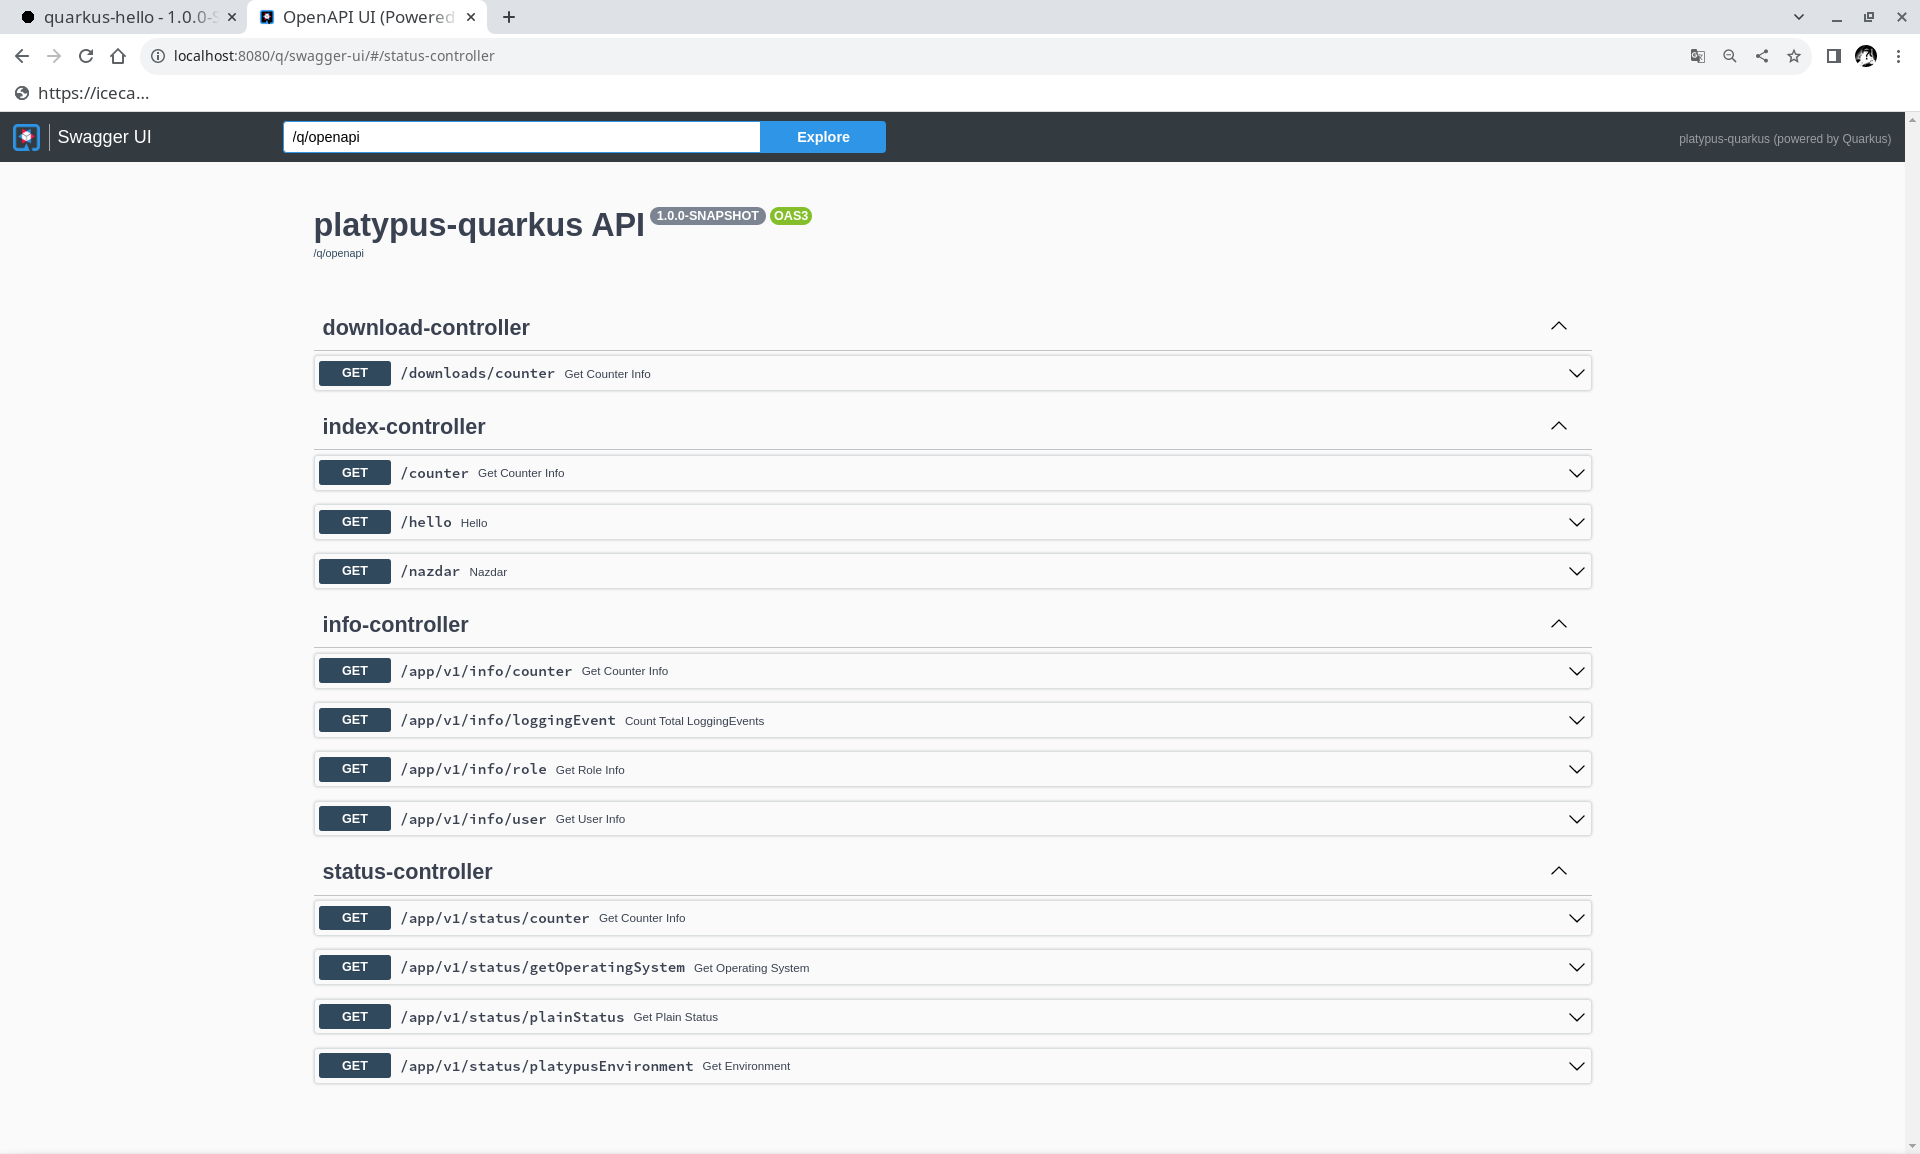 quarkus-hello - 1.0.0-S
OpenAPI UI (Powered
localhost:8080/q/swagger-ui/#/status-controller
https://iceca...
Swagger UI
/q/openapi
Explore
platypus-quarkus (powered by Quarkus)
platypus-quarkus API 1.0.0-SNAPSHOT OAS3
/q/openapi
download-controller
GET /downloads/counter Get Counter Info
index-controller
GET /counter Get Counter Info
GET /hello Hello
GET /nazdar Nazdar
info-controller
GET /app/v1/info/counter Get Counter Info
GET /app/v1/info/loggingEvent Count Total LoggingEvents
GET /app/v1/info/role Get Role Info
GET /app/v1/info/user Get User Info
status-controller
GET /app/v1/status/counter Get Counter Info
GET /app/v1/status/getOperatingSystem Get Operating System
GET /app/v1/status/plainStatus Get Plain Status
GET /app/v1/status/platypusEnvironment Get Environment